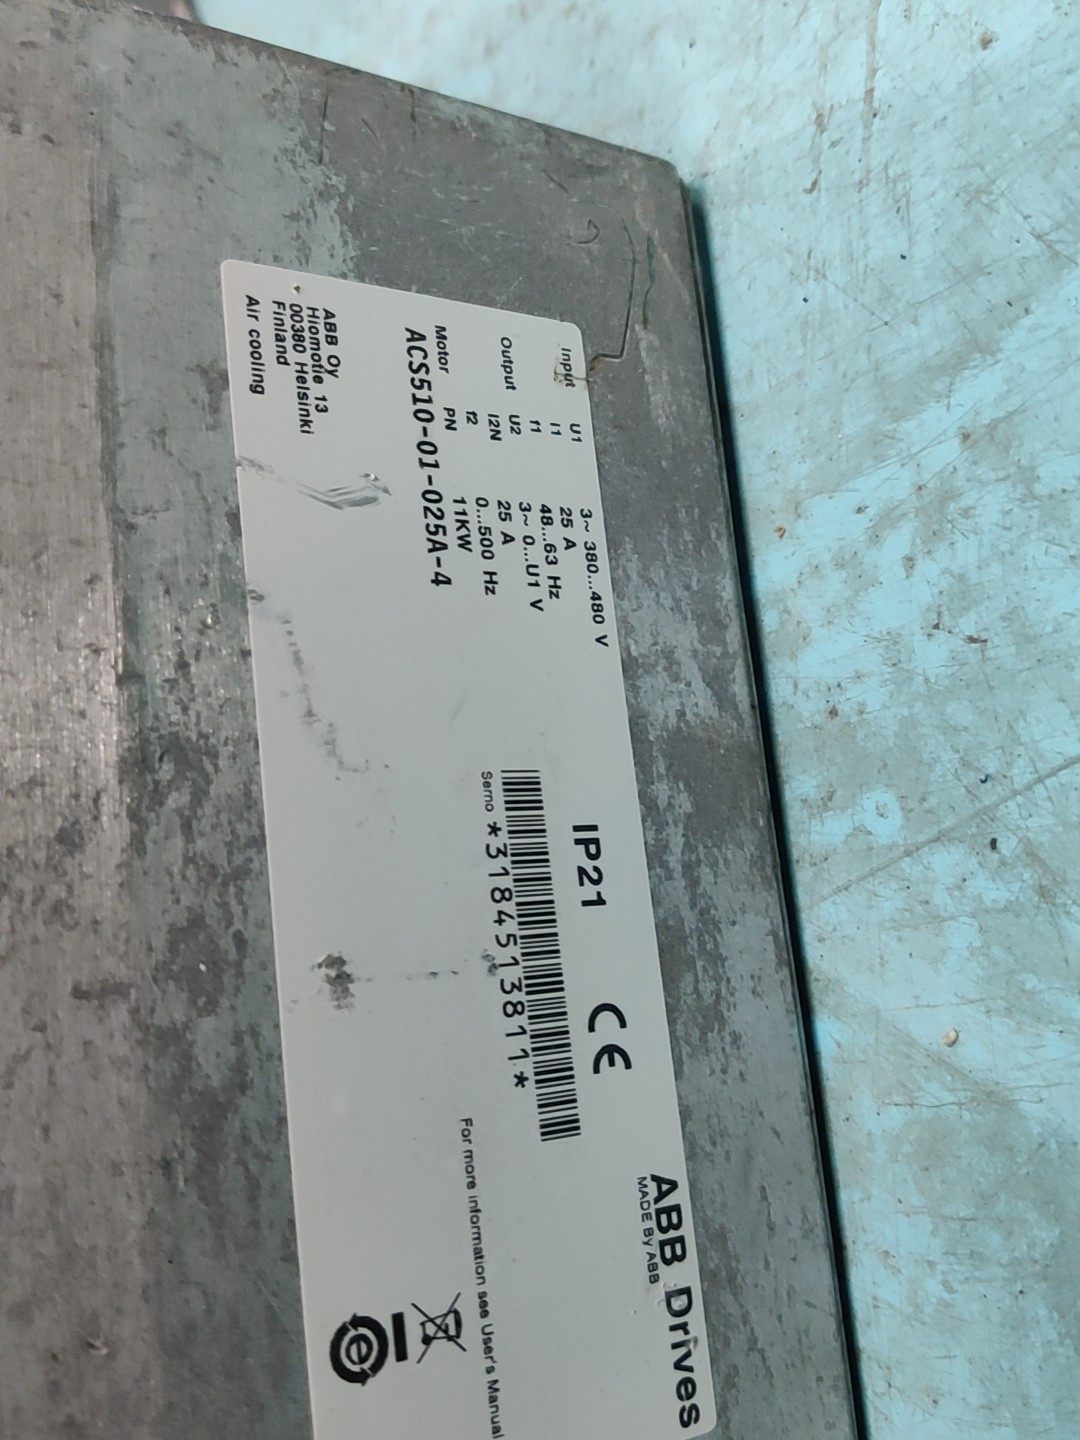 ABB Drives
MADE By ABB
IP21
CE
Input U1 3~ 380...480 V
I1 25 A
f1 48...63 Hz
Output U2 3~ 0...U1 V
I2N 25 A
f2 0...500 Hz
Motor PN 11KW
ACS510-01-025A-4
Serno *3184513811*
For more information see User's Manual
ABB Oy
Hiomotie 13
00380 Helsinki
Finland
Air cooling
e